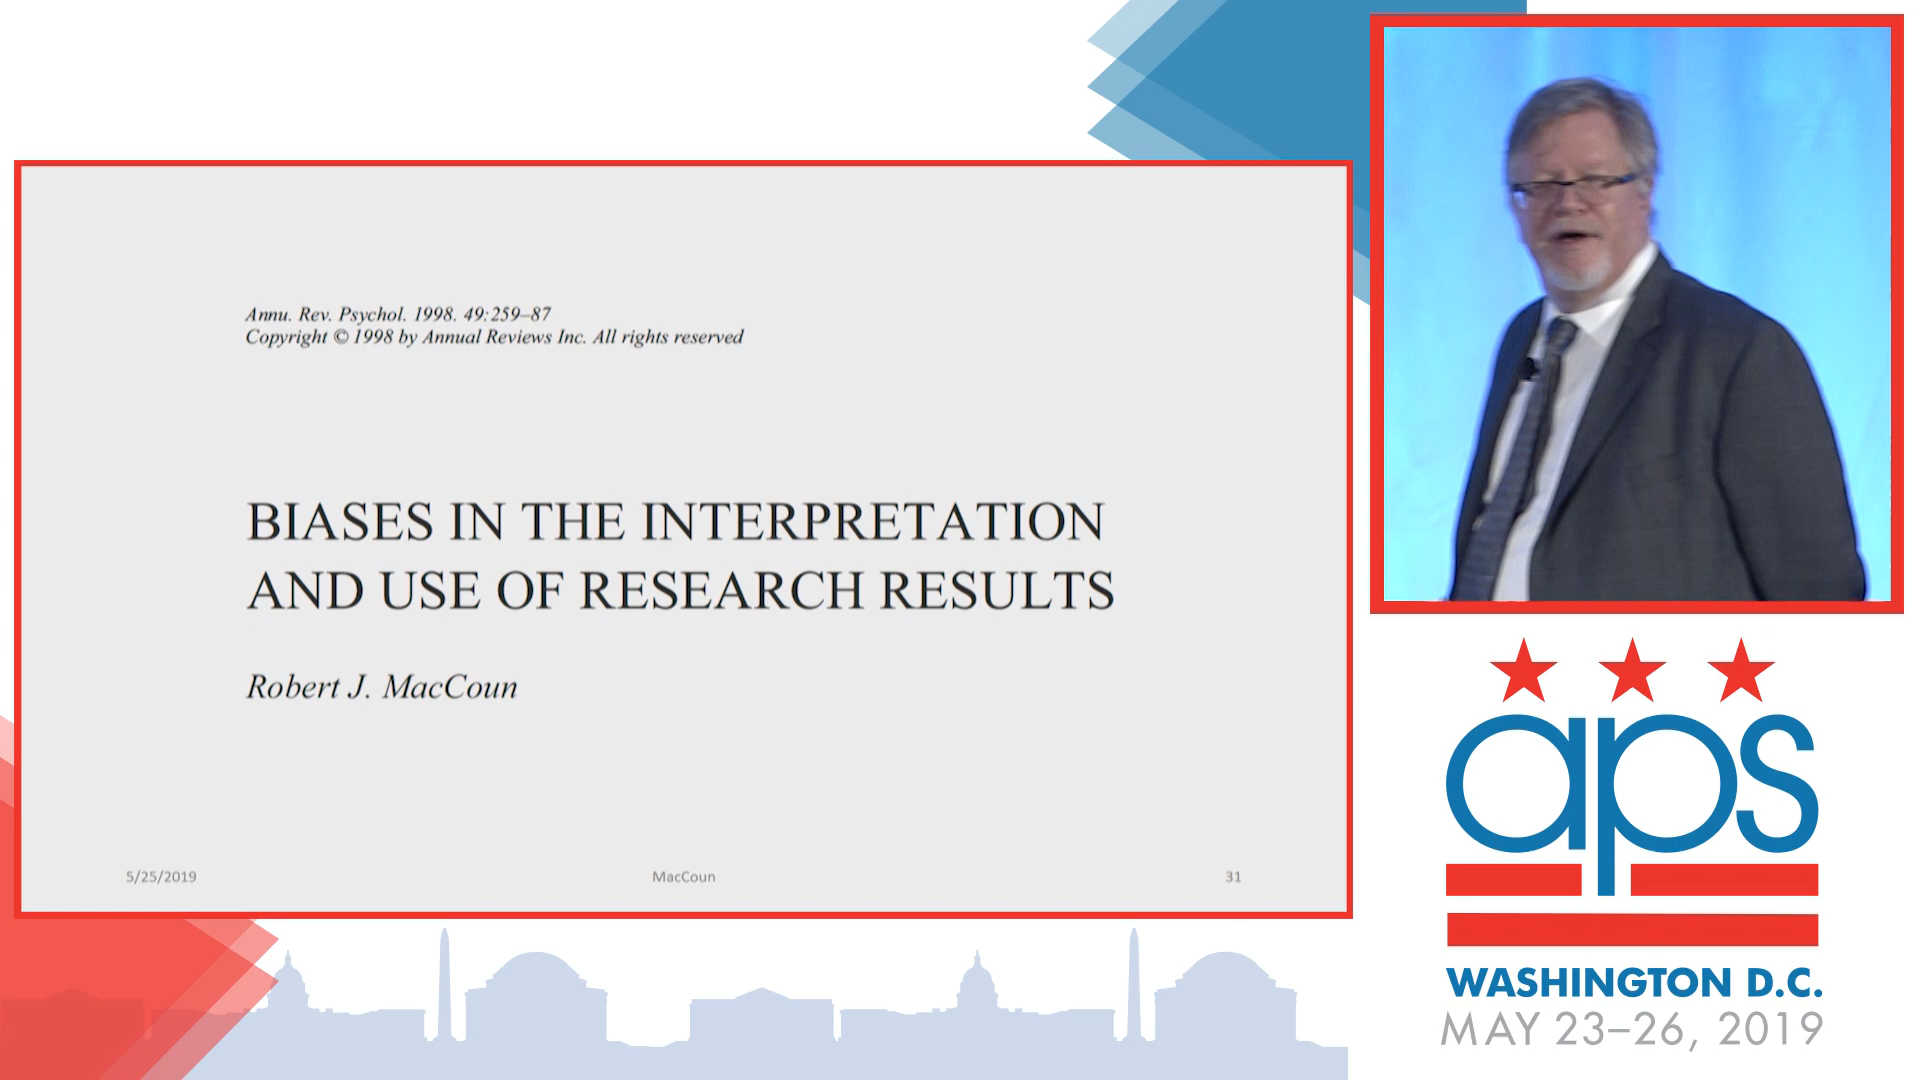 Annu. Rev. Psychol. 1998. 49:259–87
Copyright © 1998 by Annual Reviews Inc. All rights reserved
BIASES IN THE INTERPRETATION
AND USE OF RESEARCH RESULTS
Robert J. MacCoun
5/25/2019
MacCoun
31
aps
WASHINGTON D.C.
MAY 23–26, 2019